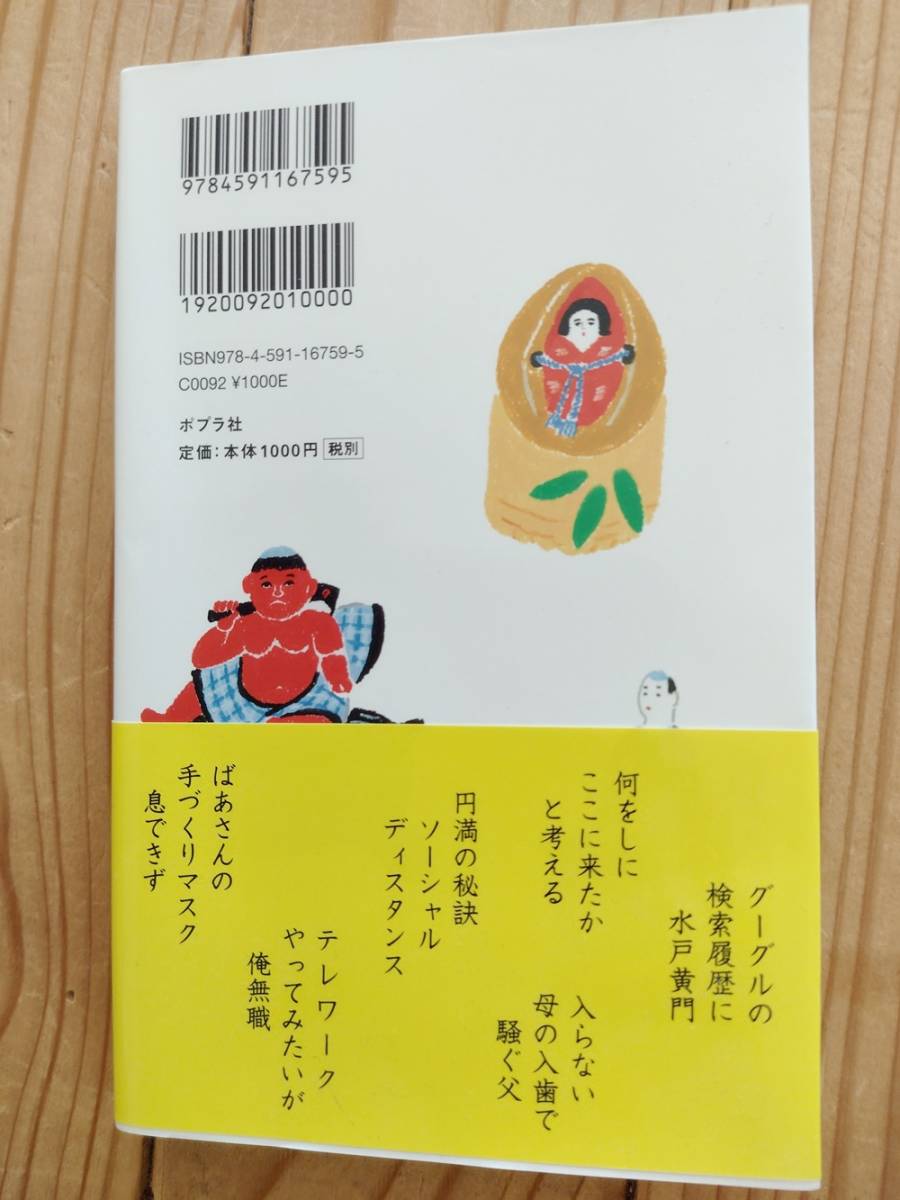 9784591167595
1920092010000
ISBN978-4-591-16759-5
C0092 ¥1000E
ポプラ社
定価：本体1000円 税別
グーグルの
検索履歴に
水戸黄門
何をしに
ここに来たか
と考える
入らない
母の入歯で
騒ぐ父
円満の秘訣
ソーシャル
ディスタンス
テレワーク
やってみたいが
俺無職
ばあさんの
手づくりマスク
息できず